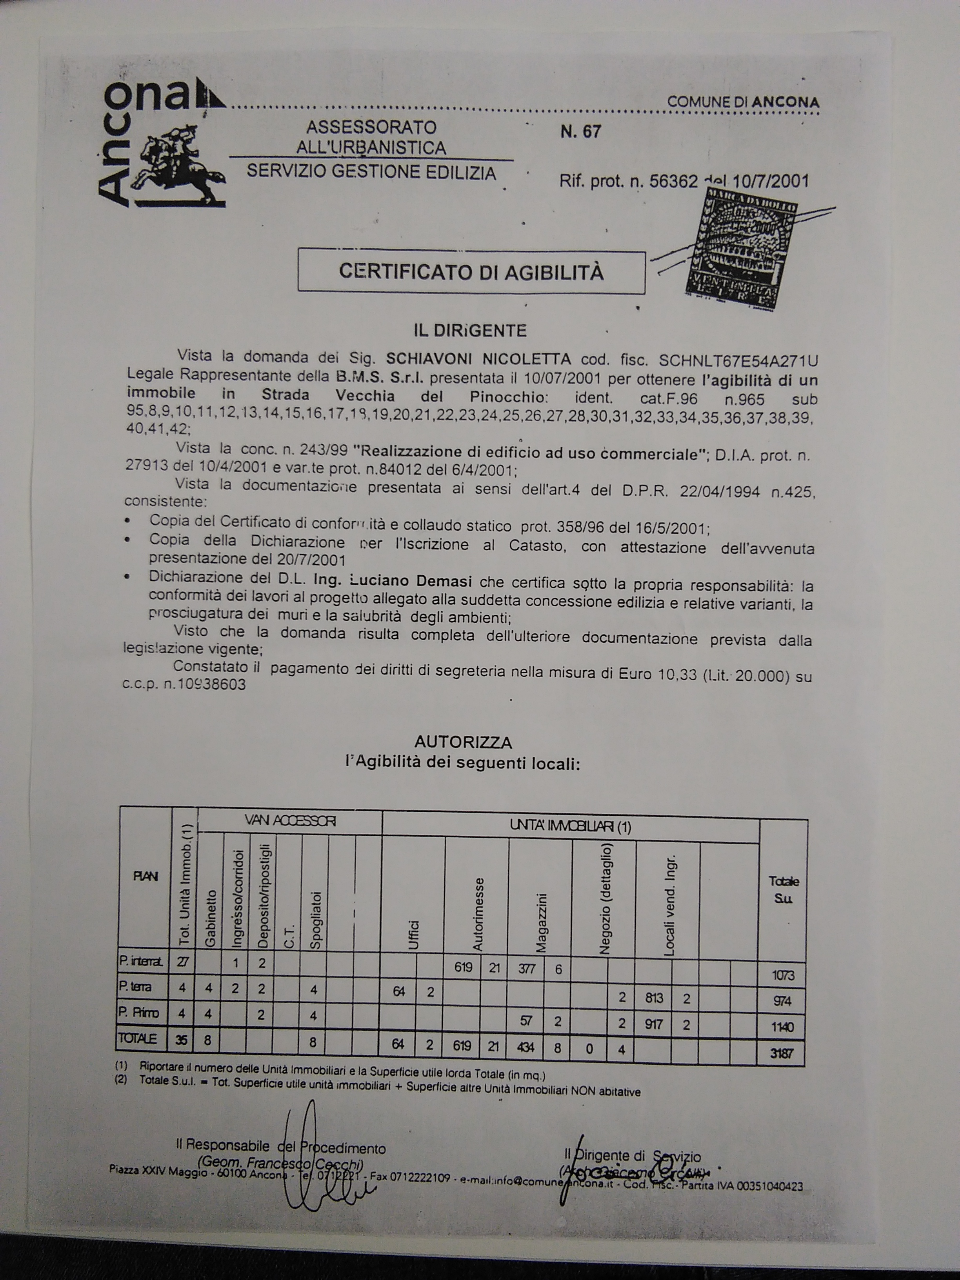 Ancona
COMUNE DI ANCONA
ASSESSORATO
ALL'URBANISTICA
SERVIZIO GESTIONE EDILIZIA
N. 67
Rif. prot. n. 56362 del 10/7/2001
MARCA DA BOLLO
LIRE
CERTIFICATO DI AGIBILITÀ
IL DIRIGENTE
Vista la domanda dei Sig. SCHIAVONI NICOLETTA cod. fisc. SCHNLT67E54A271U
Legale Rappresentante della B.M.S. S.r.l. presentata il 10/07/2001 per ottenere l'agibilità di un
immobile in Strada Vecchia del Pinocchio: ident. cat.F.96 n.965 sub
95,8,9,10,11,12,13,14,15,16,17,18,19,20,21,22,23,24,25,26,27,28,30,31,32,33,34,35,36,37,38,39,
40,41,42;
Vista la conc. n. 243/99 "Realizzazione di edificio ad uso commerciale"; D.I.A. prot. n.
27913 del 10/4/2001 e var.te prot. n.84012 del 6/4/2001;
Vista la documentazione presentata ai sensi dell'art.4 del D.P.R. 22/04/1994 n.425,
consistente:
• Copia del Certificato di conformità e collaudo statico prot. 358/96 del 16/5/2001;
• Copia della Dichiarazione per l'Iscrizione al Catasto, con attestazione dell'avvenuta
presentazione del 20/7/2001
• Dichiarazione del D.L. Ing. Luciano Demasi che certifica sotto la propria responsabilità: la
conformità dei lavori al progetto allegato alla suddetta concessione edilizia e relative varianti, la
prosciugatura dei muri e la salubrità degli ambienti;
Visto che la domanda risulta completa dell'ulteriore documentazione prevista dalla
legislazione vigente;
Constatato il pagamento dei diritti di segreteria nella misura di Euro 10,33 (Lit. 20.000) su
c.c.p. n.10938603
AUTORIZZA
l'Agibilità dei seguenti locali:
PIANI Tot. Unità Immob.(1) VANI ACCESSORI UNITA' IMMOBILIARI (1) Totale S.u.
Gabinetto Ingresso/corridoi Deposito/ripostigli C.T. Spogliatoi Uffici Autorimesse Magazzini Negozio (dettaglio) Locali vend. Ingr.
P. interrat. 27 1 2 619 21 377 6 1073
P. terra 4 4 2 2 4 64 2 2 813 2 974
P. Primo 4 4 2 4 57 2 2 917 2 1140
TOTALE 35 8 8 64 2 619 21 434 8 0 4 3187
(1) Riportare il numero delle Unità Immobiliari e la Superficie utile lorda Totale (in mq.)
(2) Totale S.u.l. = Tot. Superficie utile unità immobiliari + Superficie altre Unità Immobiliari NON abitative
Il Responsabile del Procedimento
(Geom. Francesco Cecchi)
Il Dirigente di Servizio
Piazza XXIV Maggio - 60100 Ancona - Tel. 0712221 - Fax 0712222109 - e-mail:info@comune.ancona.it - Cod. Fisc.- Partita IVA 00351040423